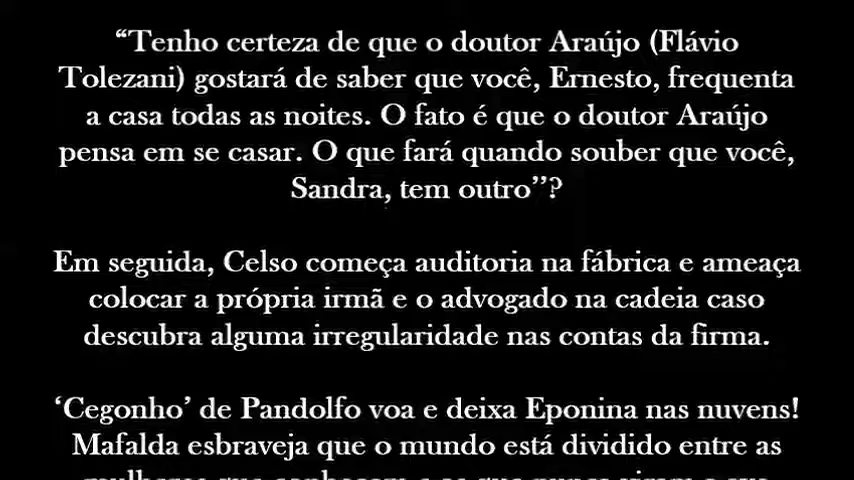 “Tenho certeza de que o doutor Araújo (Flávio
Tolezani) gostará de saber que você, Ernesto, frequenta
a casa todas as noites. O fato é que o doutor Araújo
pensa em se casar. O que fará quando souber que você,
Sandra, tem outro’’?
Em seguida, Celso começa auditoria na fábrica e ameaça
colocar a própria irmã e o advogado na cadeia caso
descubra alguma irregularidade nas contas da firma.
‘Cegonho’ de Pandolfo voa e deixa Eponina nas nuvens!
Mafalda esbraveja que o mundo está dividido entre as